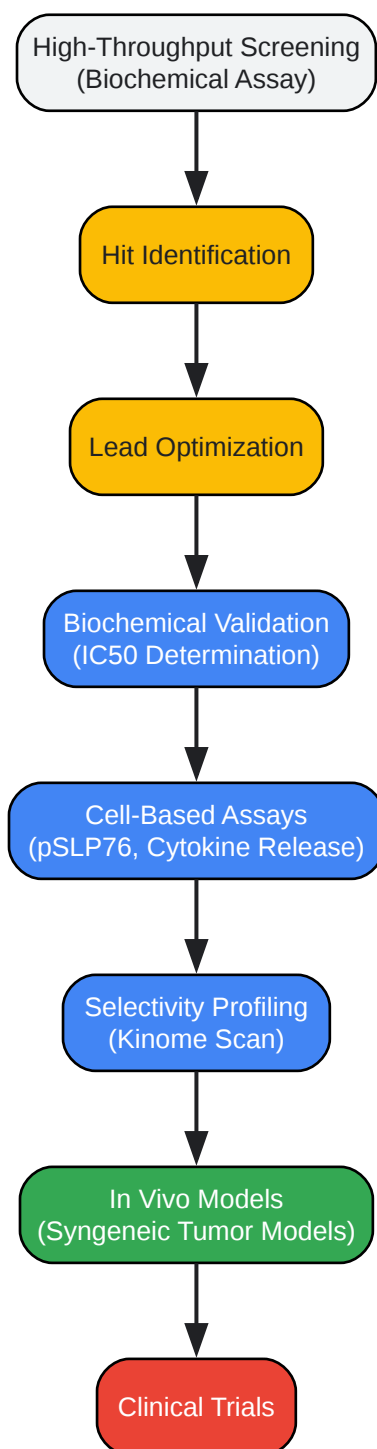 High-Throughput Screening
(Biochemical Assay)
Hit Identification
Lead Optimization
Biochemical Validation
(IC50 Determination)
Cell-Based Assays
(pSLP76, Cytokine Release)
Selectivity Profiling
(Kinome Scan)
In Vivo Models
(Syngeneic Tumor Models)
Clinical Trials